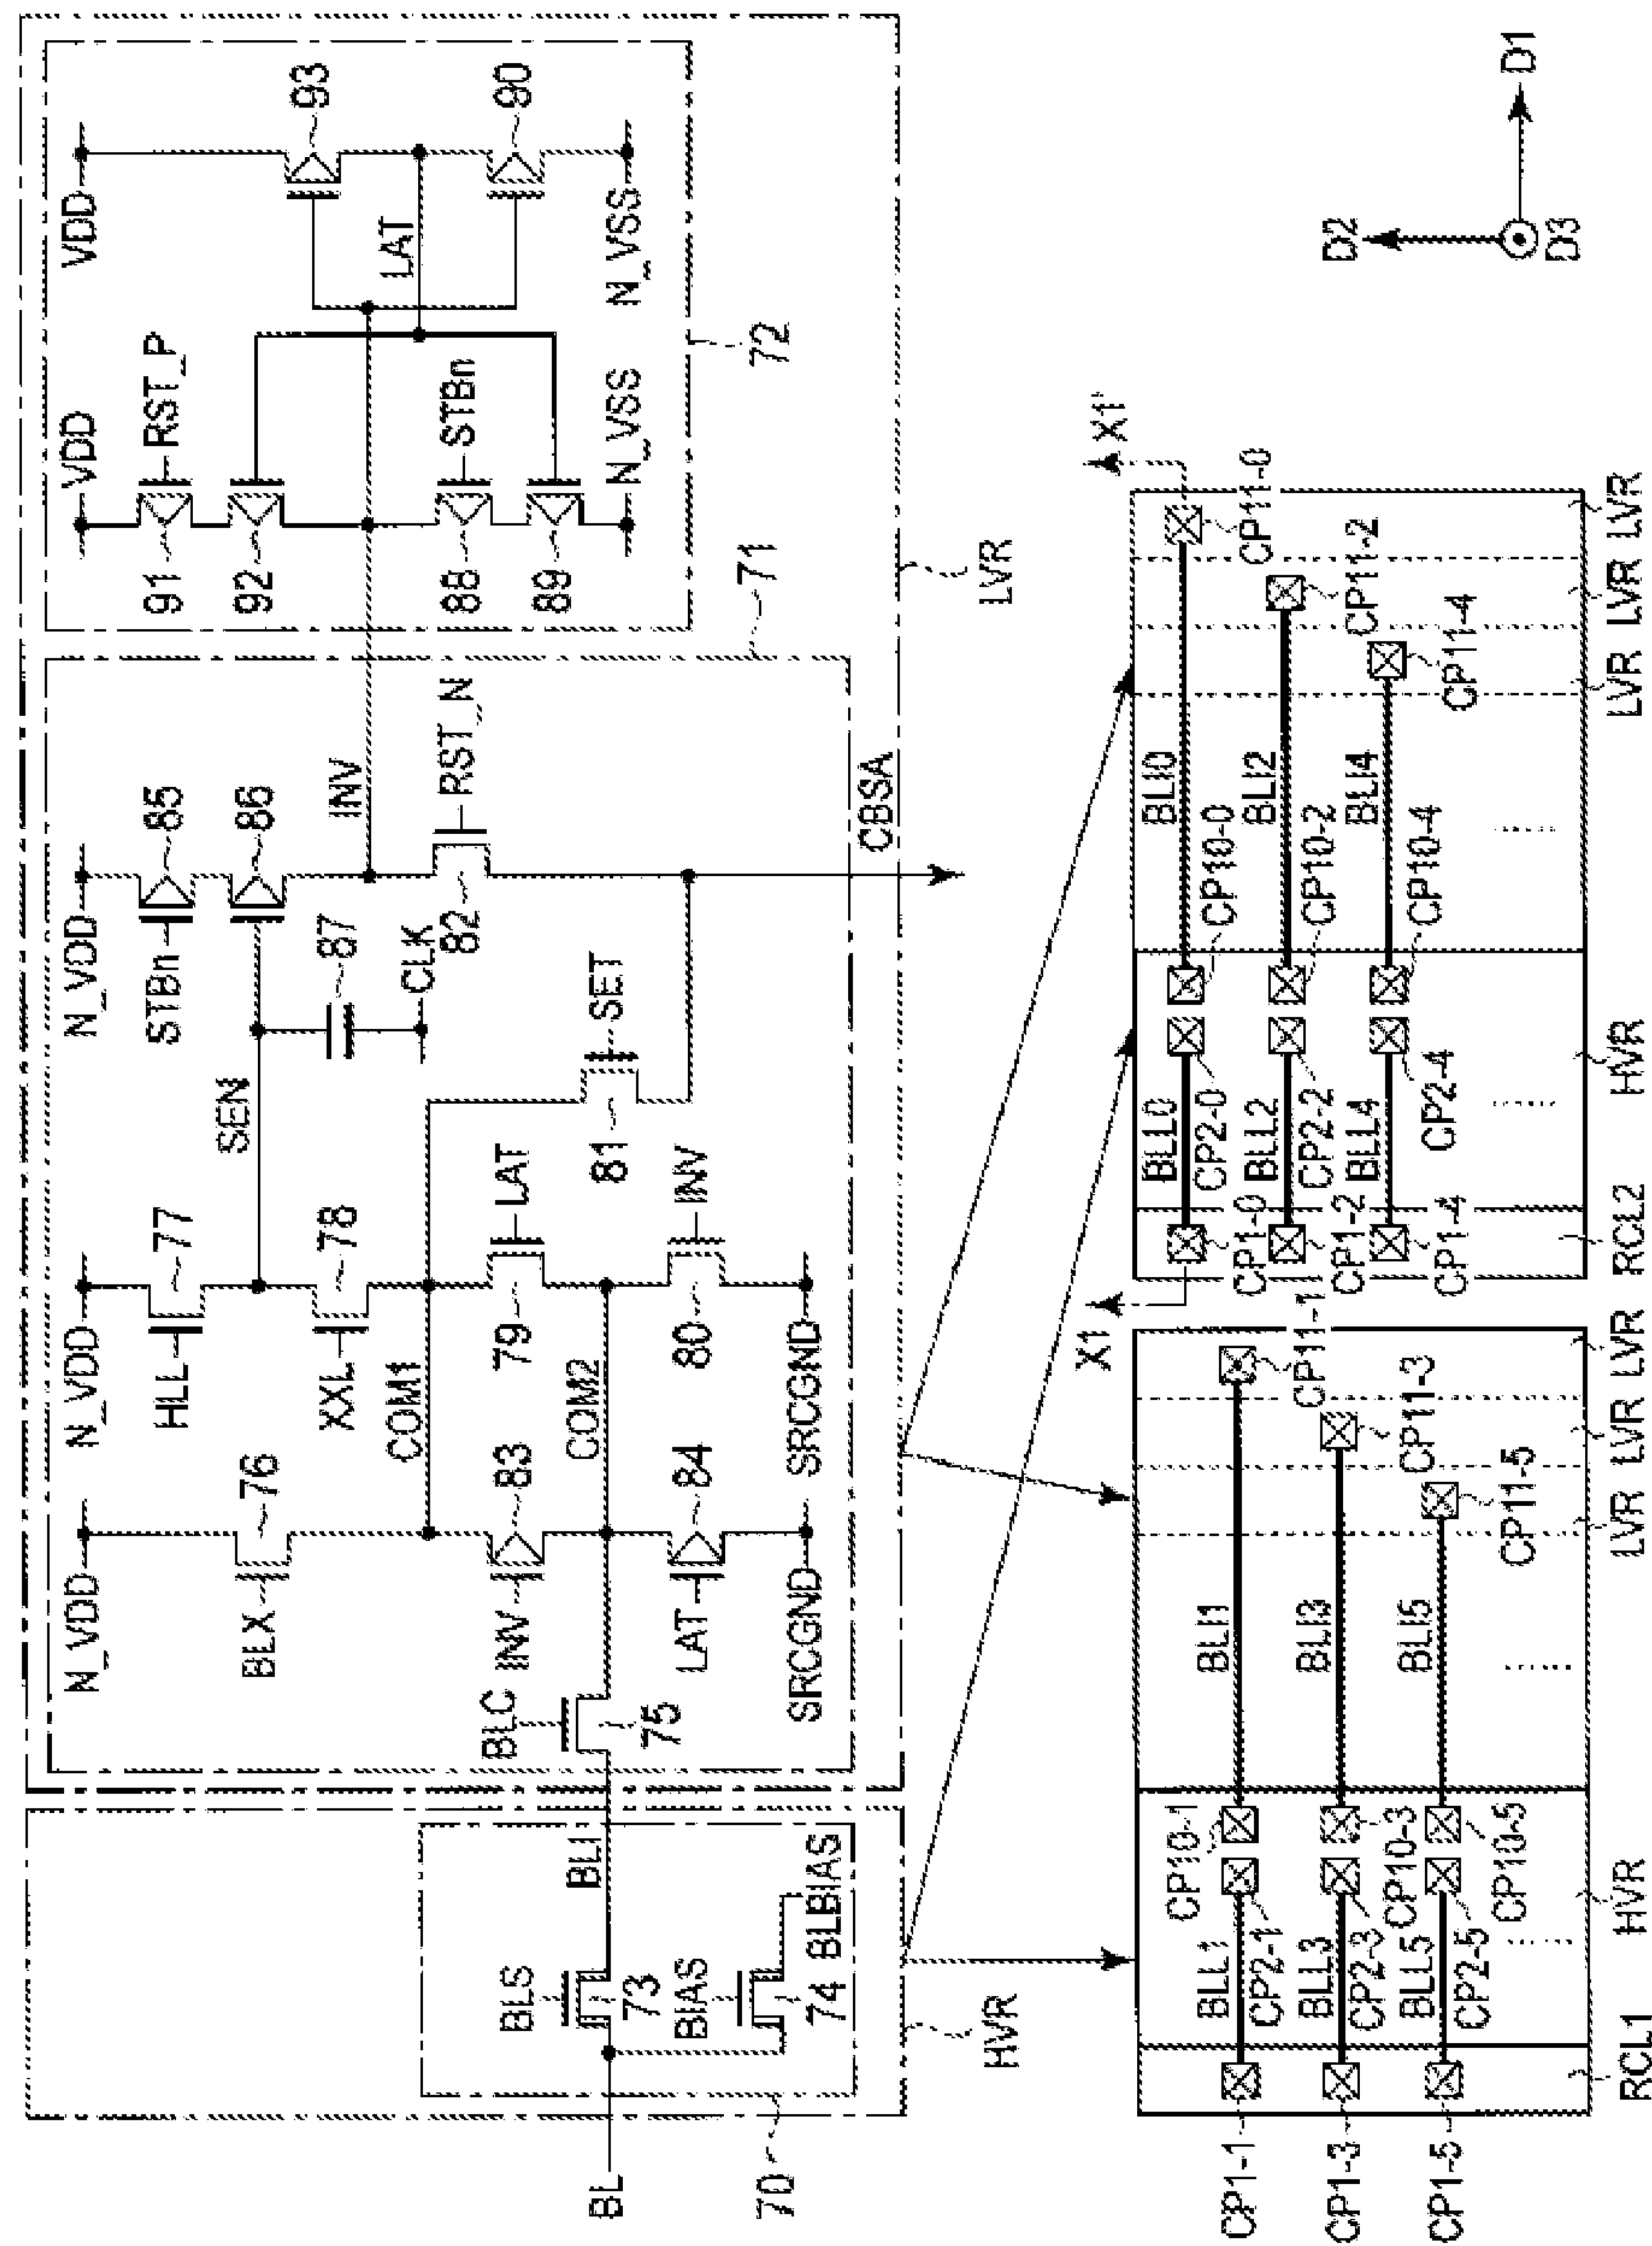 VDD
VDD
RST_P
91
92
93
LAT
88
STBn
89
90
N_VSS
N_VSS
72
N_VDD
N_VDD
N_VDD
STBn
85
HLL
77
BLX
76
SEN
86
87
XXL
78
INV
CLK
COM1
82
RST_N
INV
83
79
LAT
SET
81
BLC
COM2
75
LAT
84
80
INV
SRCGND
SRCGND
71
CBSA
LVR
BL
BLS
73
BLI
BIAS
74
BLBIAS
70
HVR
X1
X1'
CP1-1
BLL1
CP2-1
CP10-1
BLI1
CP11-1
CP1-3
BLL3
CP2-3
CP10-3
BLI3
CP11-3
CP1-5
BLL5
CP2-5
CP10-5
BLI5
CP11-5
RCL1
HVR
LVR
LVR
LVR
CP1-0
BLL0
CP2-0
CP10-0
BLI0
CP11-0
CP1-2
BLL2
CP2-2
CP10-2
BLI2
CP11-2
CP1-4
BLL4
CP2-4
CP10-4
BLI4
CP11-4
RCL2
HVR
LVR
LVR
LVR
D2
D1
D3